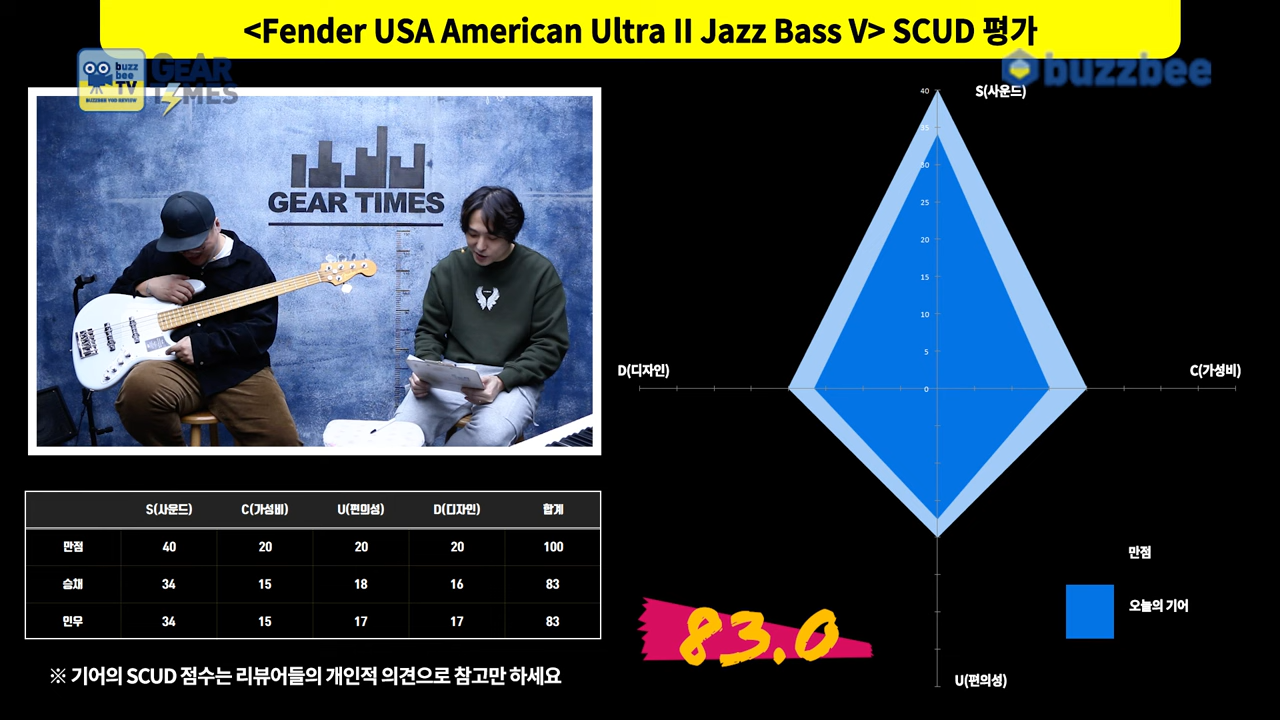 <Fender USA American Ultra II Jazz Bass V> SCUD 평가
buzz
bee
TV
BUZZBEE VOD REVIEW
GEAR
TIMES
buzzbee
GEAR TIMES
S(사운드) C(가성비) U(편의성) D(디자인) 합계
만점 40 20 20 20 100
승채 34 15 18 16 83
민우 34 15 17 17 83
※ 기어의 SCUD 점수는 리뷰어들의 개인적 의견으로 참고만 하세요
S(사운드)
40
35
30
25
20
15
10
5
0
D(디자인)
C(가성비)
U(편의성)
만점
오늘의 기어
83.0